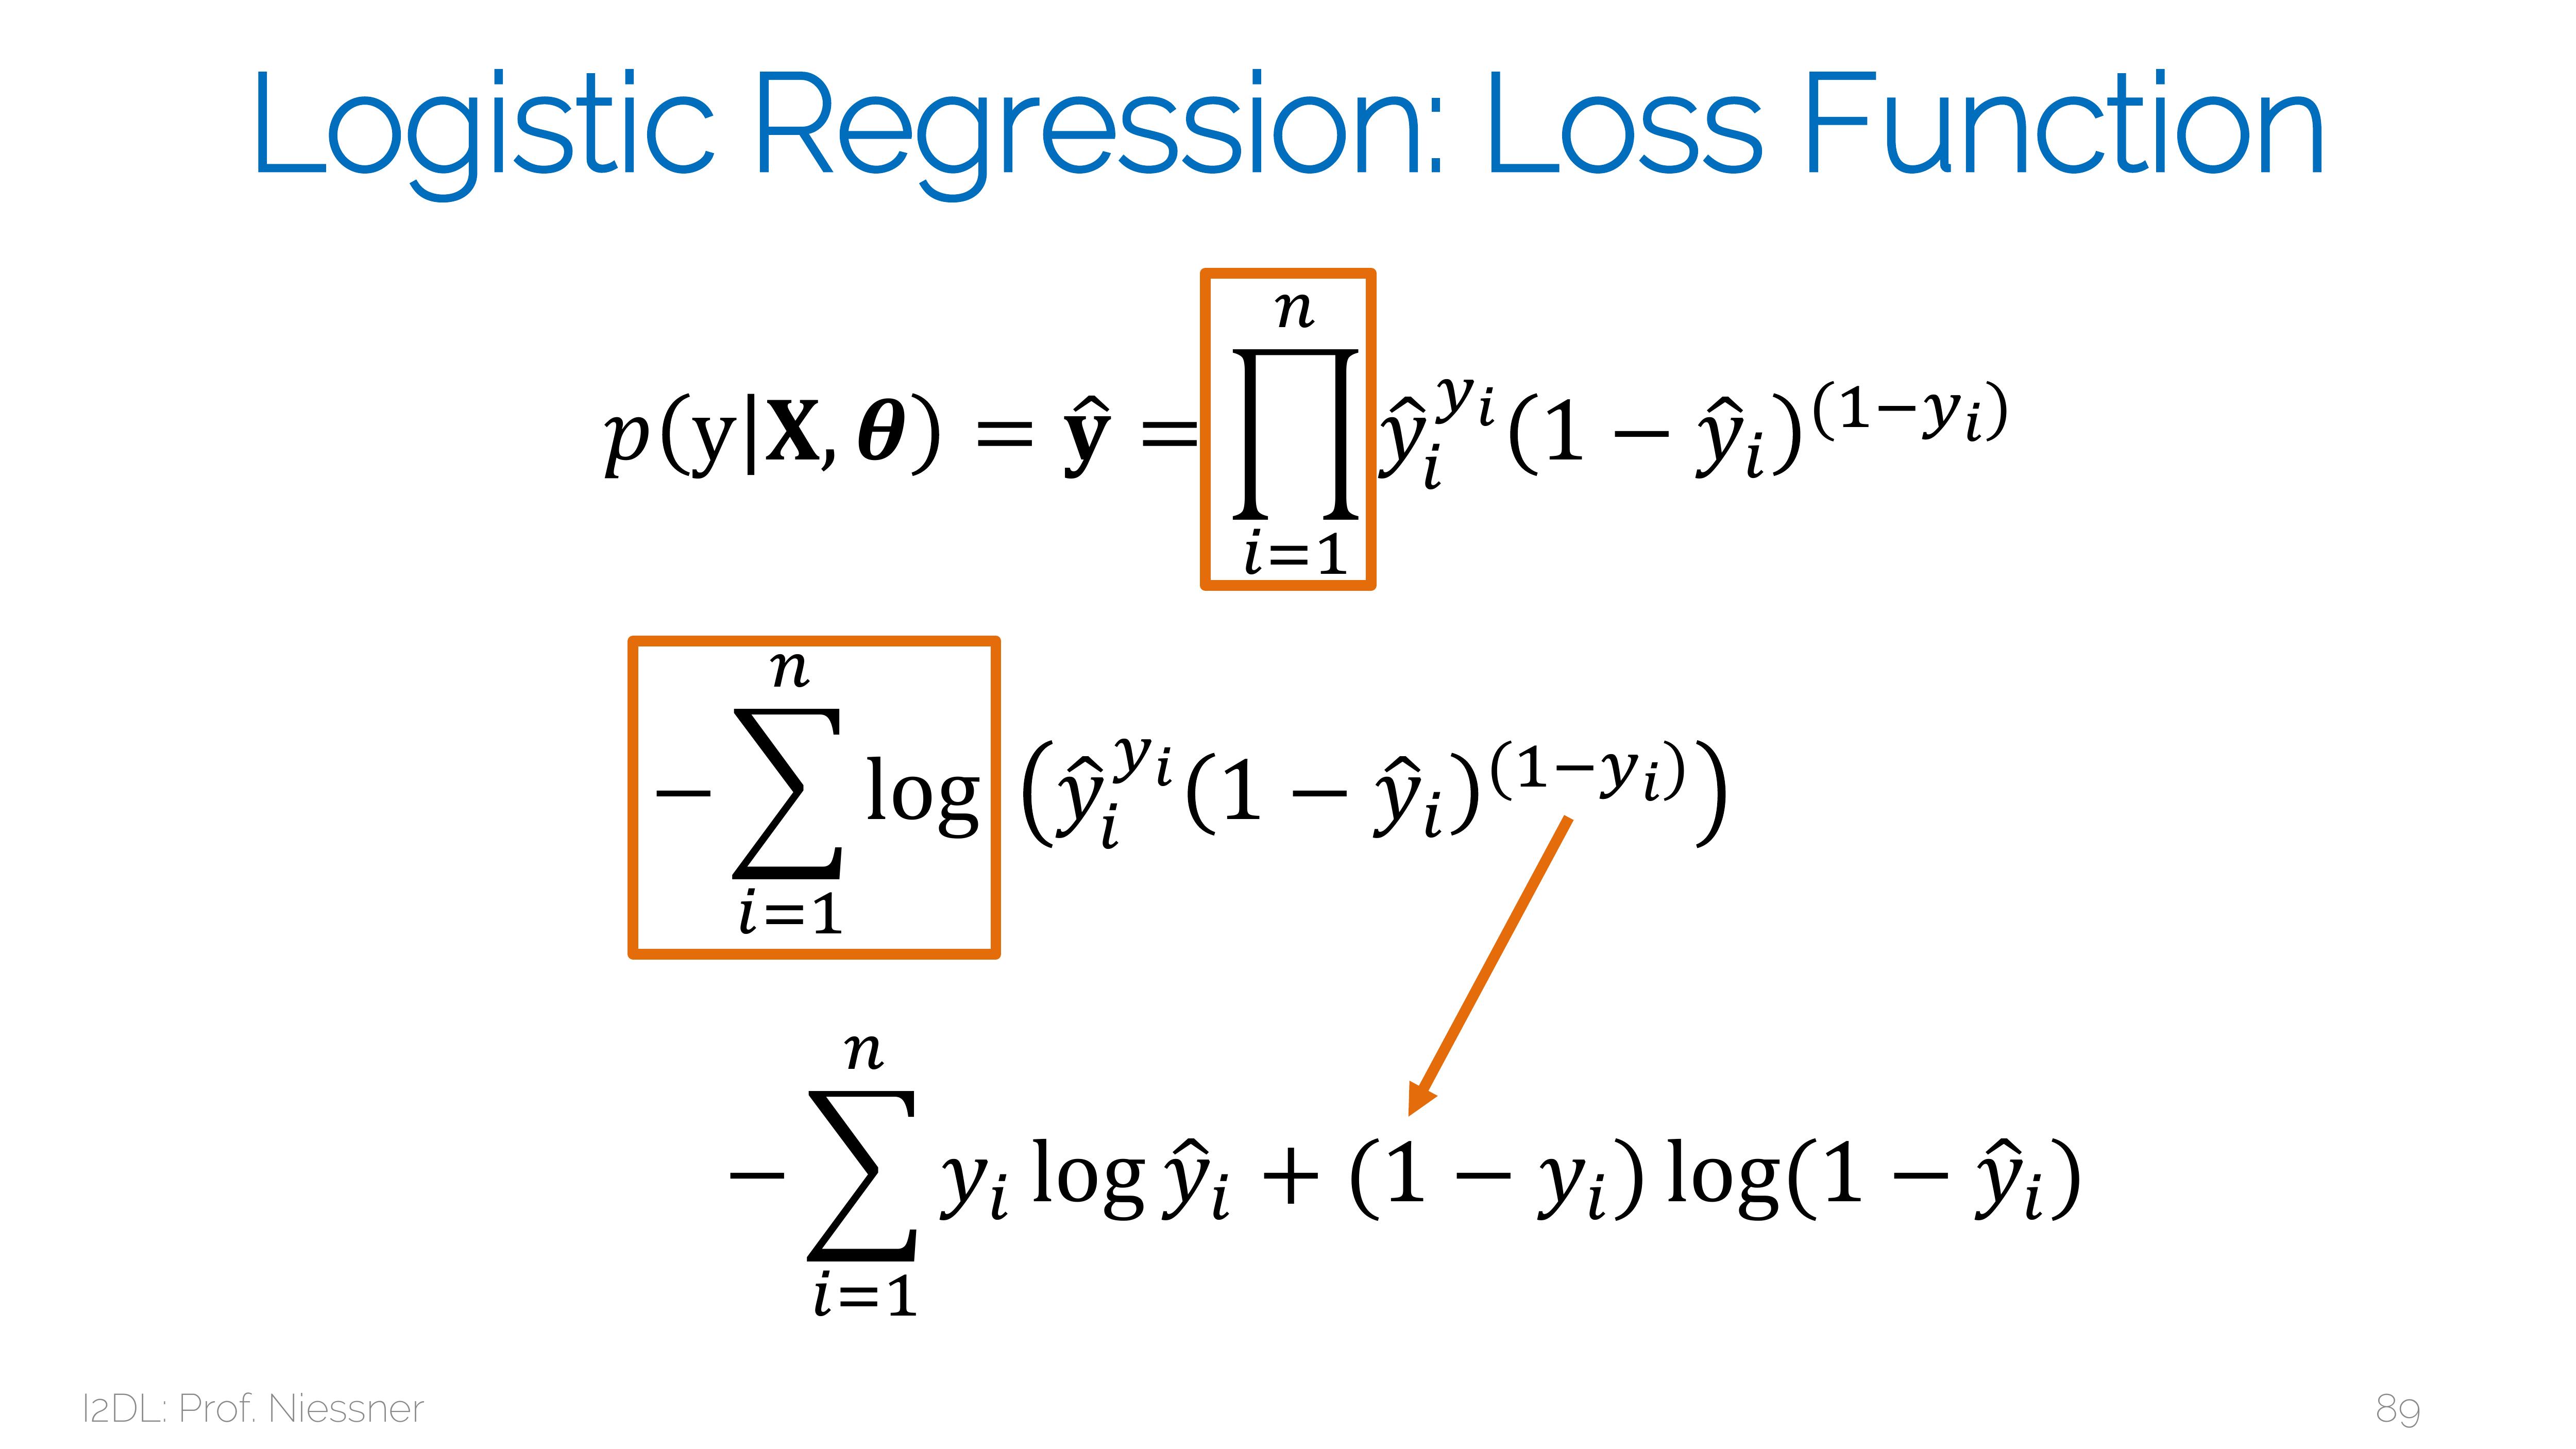 Logistic Regression: Loss Function
$p(\mathrm{y}|\mathbf{X}, \boldsymbol{\theta}) = \hat{\mathbf{y}} = \prod_{i=1}^{n} \hat{y}_i^{y_i}(1 - \hat{y}_i)^{(1-y_i)}$
$-\sum_{i=1}^{n} \log \left(\hat{y}_i^{y_i}(1 - \hat{y}_i)^{(1-y_i)}\right)$
$-\sum_{i=1}^{n} y_i \log \hat{y}_i + (1 - y_i) \log(1 - \hat{y}_i)$
I2DL: Prof. Niessner
89